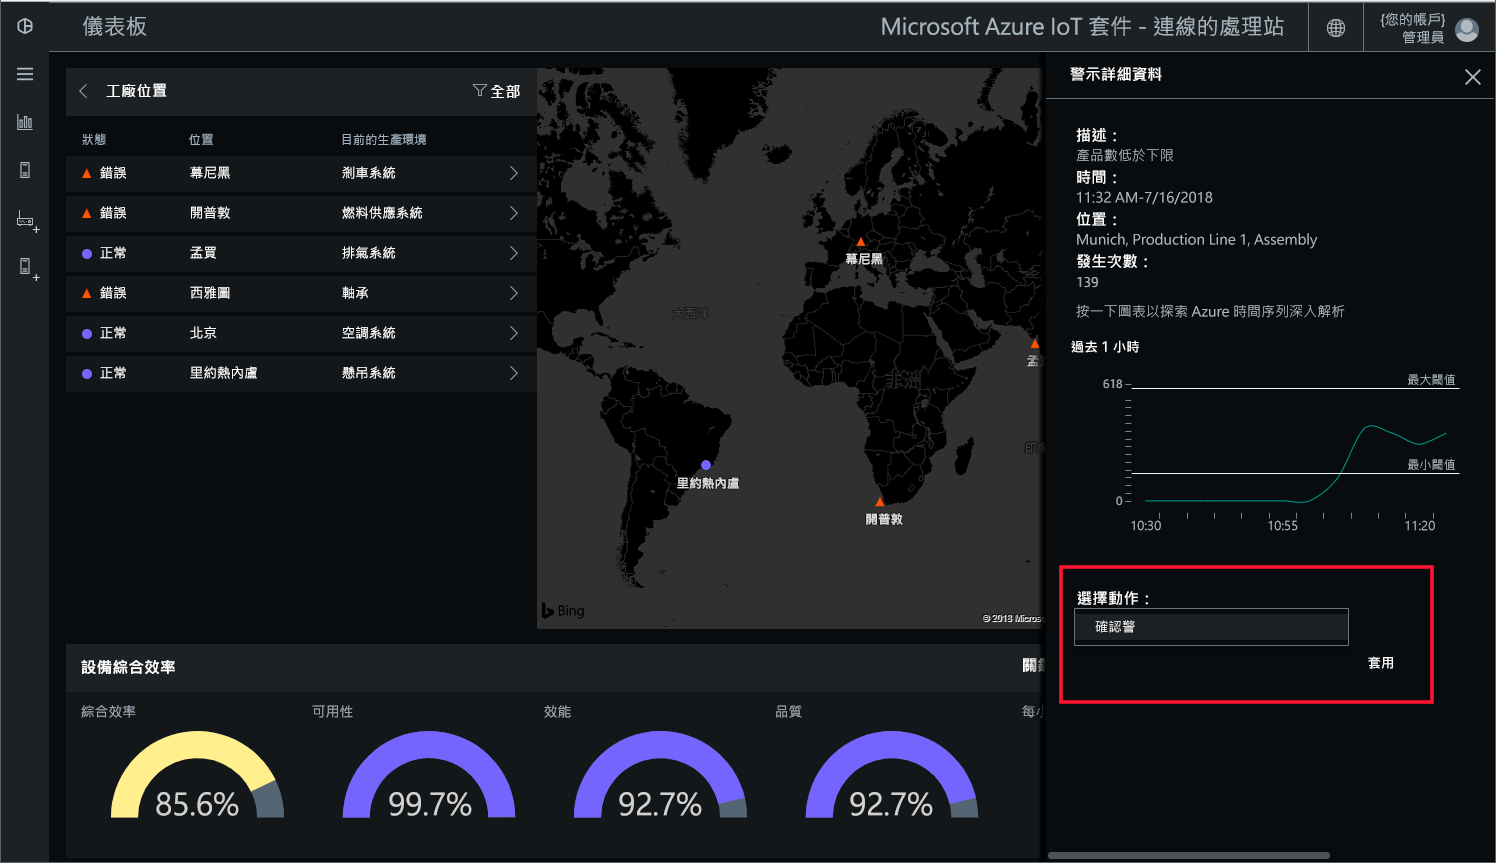 儀表板
Microsoft Azure IoT 套件 - 連線的處理站
{您的帳戶}
管理員
工廠位置
全部
狀態 位置 目前的生產環境
錯誤 幕尼黑 剎車系統
錯誤 開普敦 燃料供應系統
正常 孟買 排氣系統
錯誤 西雅圖 軸承
正常 北京 空調系統
正常 里約熱內盧 懸吊系統
大西洋
幕尼黑
非洲
孟
里約熱內盧
開普敦
Bing
© 2018 Micros
警示詳細資料
描述：
產品數低於下限
時間：
11:32 AM-7/16/2018
位置：
Munich, Production Line 1, Assembly
發生次數：
139
按一下圖表以探索 Azure 時間序列深入解析
過去 1 小時
618
最大閾值
最小閾值
0
10:30 10:55 11:20
選擇動作：
確認警
套用
設備綜合效率
綜合效率 可用性 效能 品質 每小
85.6% 99.7% 92.7% 92.7%